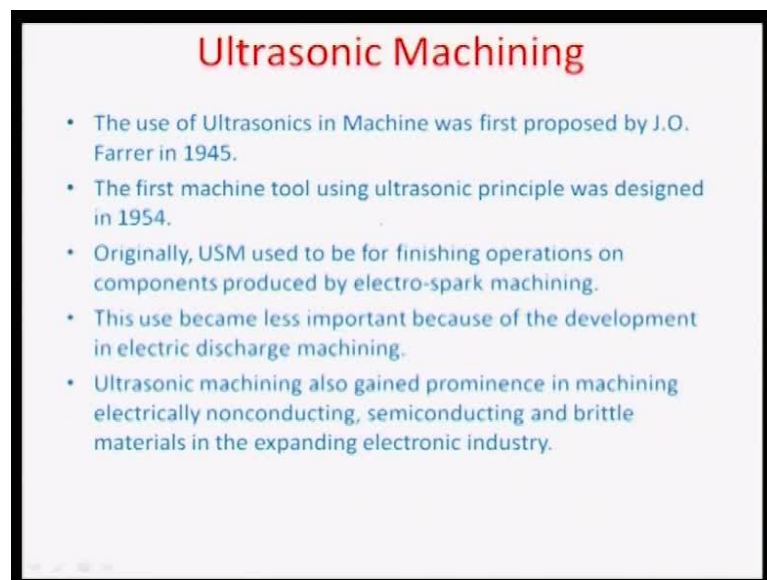 Ultrasonic Machining
• The use of Ultrasonics in Machine was first proposed by J.O.
Farrer in 1945.
• The first machine tool using ultrasonic principle was designed
in 1954.
• Originally, USM used to be for finishing operations on
components produced by electro-spark machining.
• This use became less important because of the development
in electric discharge machining.
• Ultrasonic machining also gained prominence in machining
electrically nonconducting, semiconducting and brittle
materials in the expanding electronic industry.